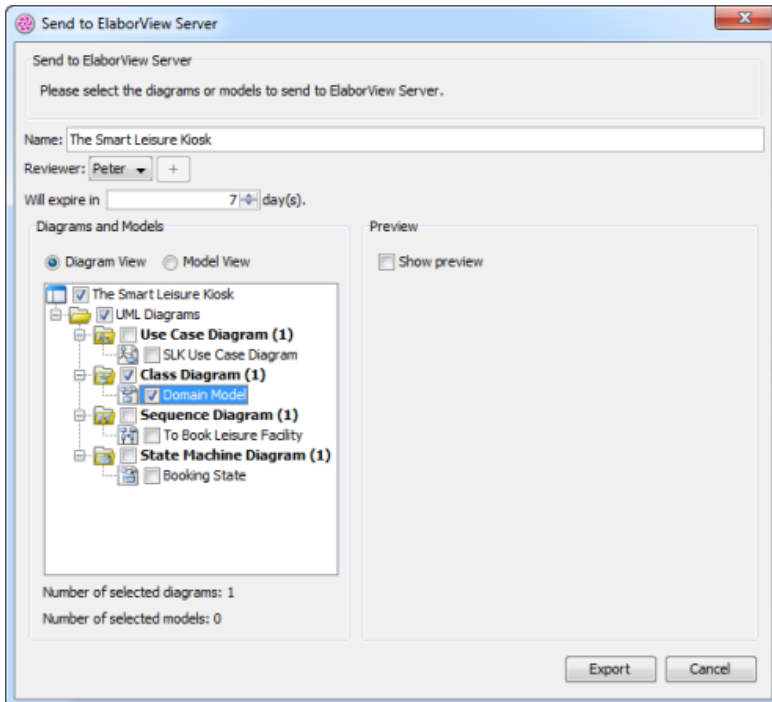 Send to ElaborView Server
Send to ElaborView Server
Please select the diagrams or models to send to ElaborView Server.
Name: The Smart Leisure Kiosk
Reviewer: Peter +
Will expire in 7 day(s).
Diagrams and Models Preview
Diagram View Model View Show preview
The Smart Leisure Kiosk
UML Diagrams
Use Case Diagram (1)
SLK Use Case Diagram
Class Diagram (1)
Domain Model
Sequence Diagram (1)
To Book Leisure Facility
State Machine Diagram (1)
Booking State
Number of selected diagrams: 1
Number of selected models: 0
Export Cancel